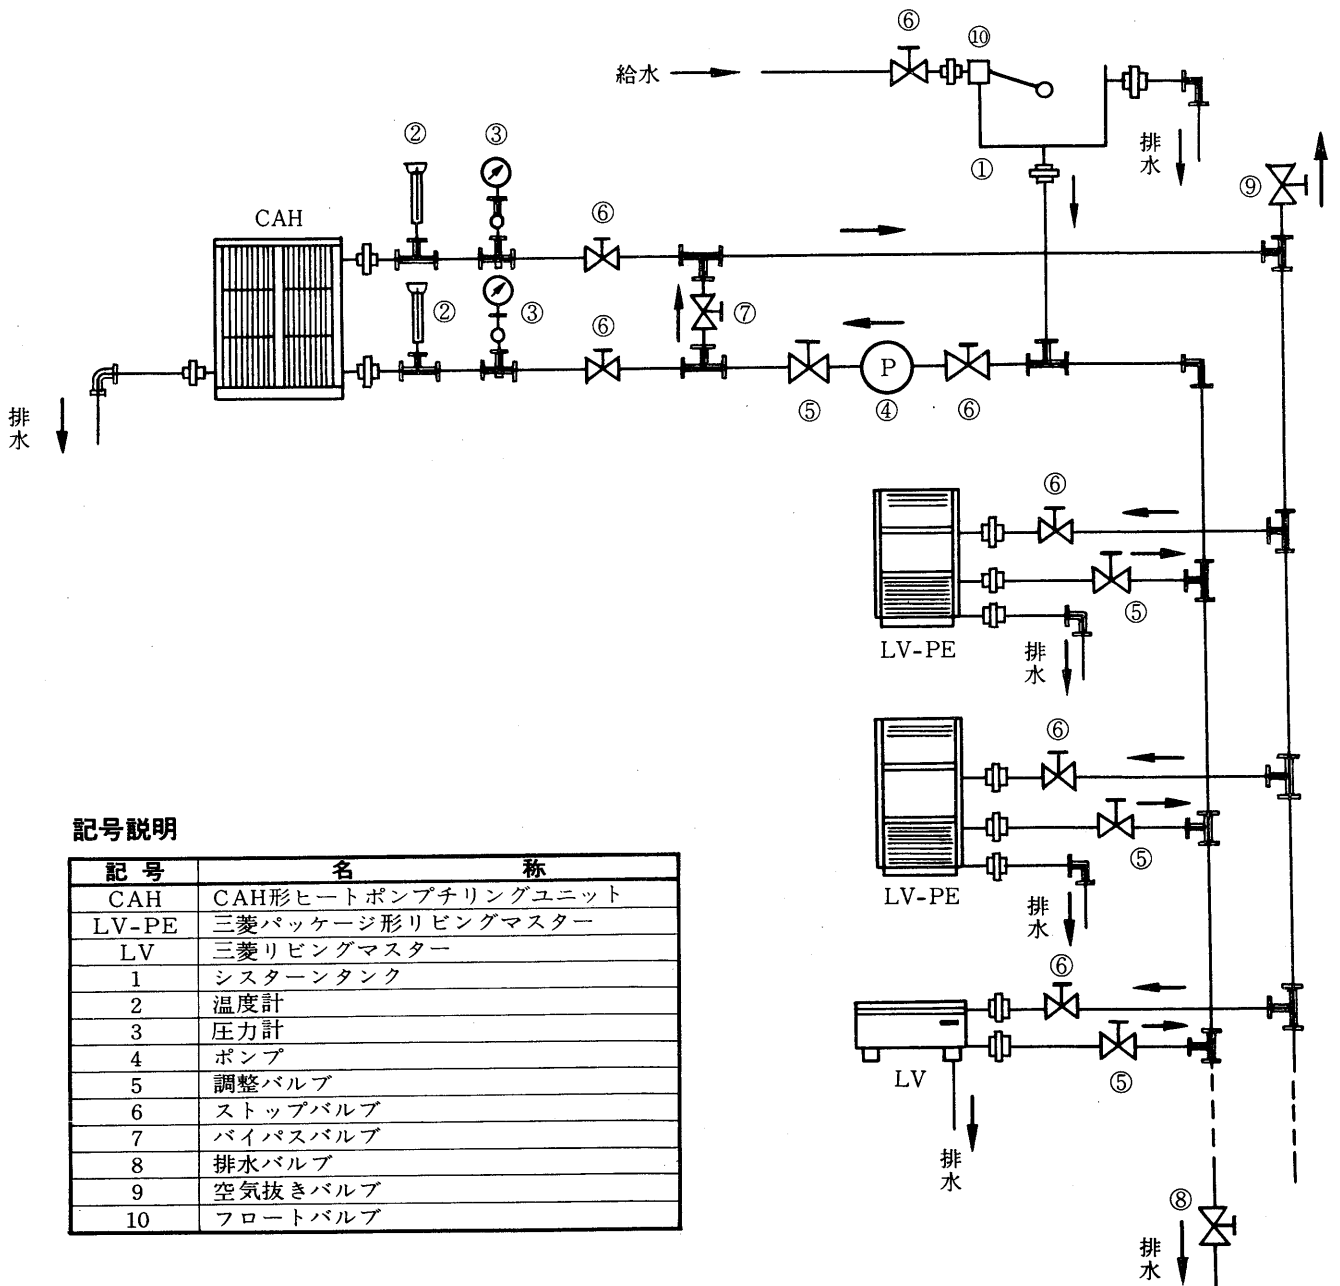 ⑥
⑩
給水
排水
①
⑨
②
③
⑥
CAH
②
③
⑥
⑦
P
⑤
④
⑥
排水
⑥
⑤
LV-PE
排水
⑥
⑤
LV-PE
排水
⑥
⑤
LV
排水
⑧
排水
記号説明
記号 名称
CAH CAH形ヒートポンプチリングユニット
LV-PE 三菱パッケージ形リビングマスター
LV 三菱リビングマスター
1 シスターンタンク
2 温度計
3 圧力計
4 ポンプ
5 調整バルブ
6 ストップバルブ
7 バイパスバルブ
8 排水バルブ
9 空気抜きバルブ
10 フロートバルブ